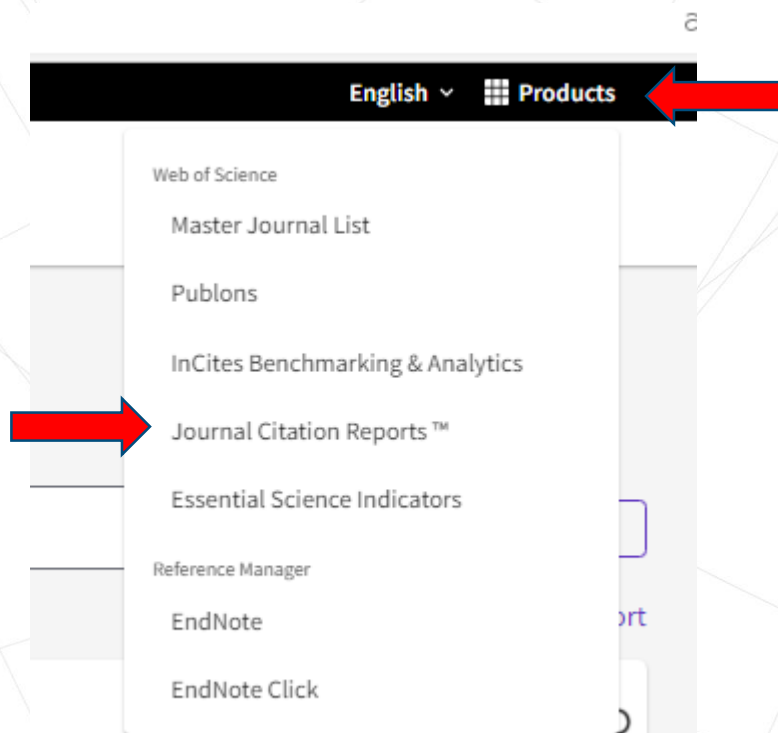 English Products
Web of Science
Master Journal List
Publons
InCites Benchmarking & Analytics
Journal Citation Reports ™
Essential Science Indicators
Reference Manager
EndNote
EndNote Click